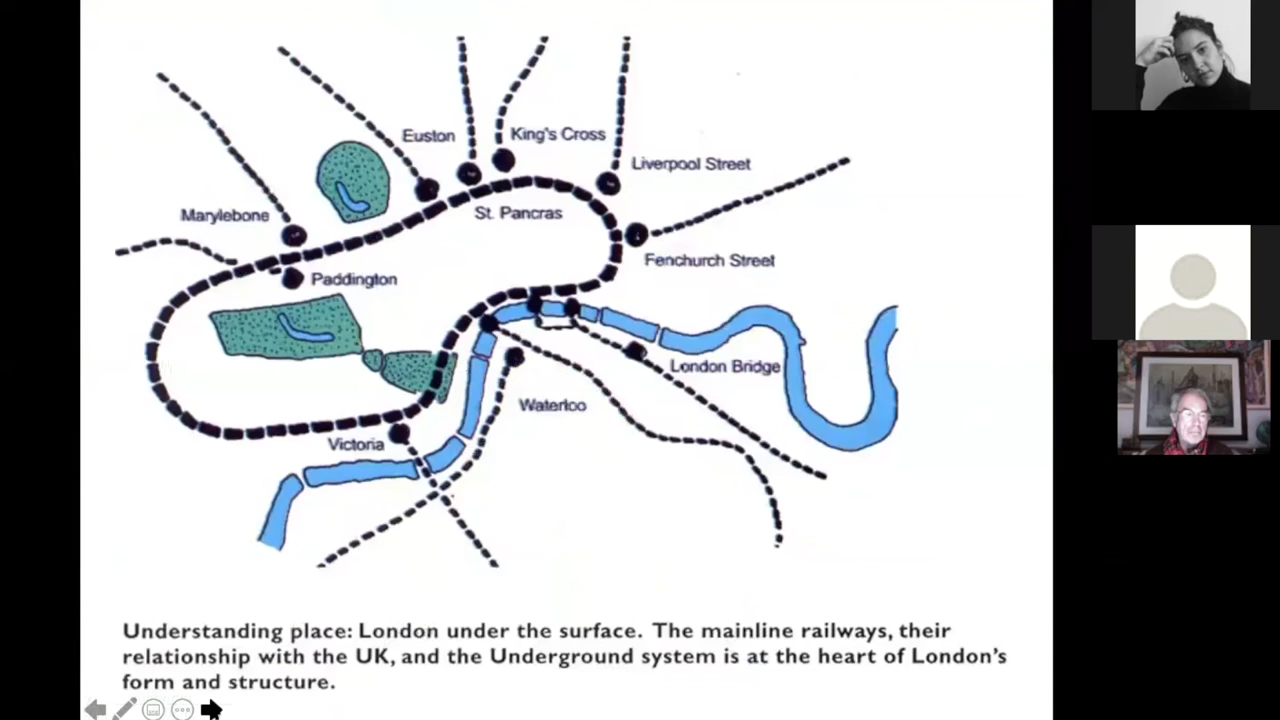 Euston
King's Cross
Liverpool Street
Marylebone
St. Pancras
Fenchurch Street
Paddington
London Bridge
Waterloo
Victoria
Understanding place: London under the surface. The mainline railways, their
relationship with the UK, and the Underground system is at the heart of London's
form and structure.